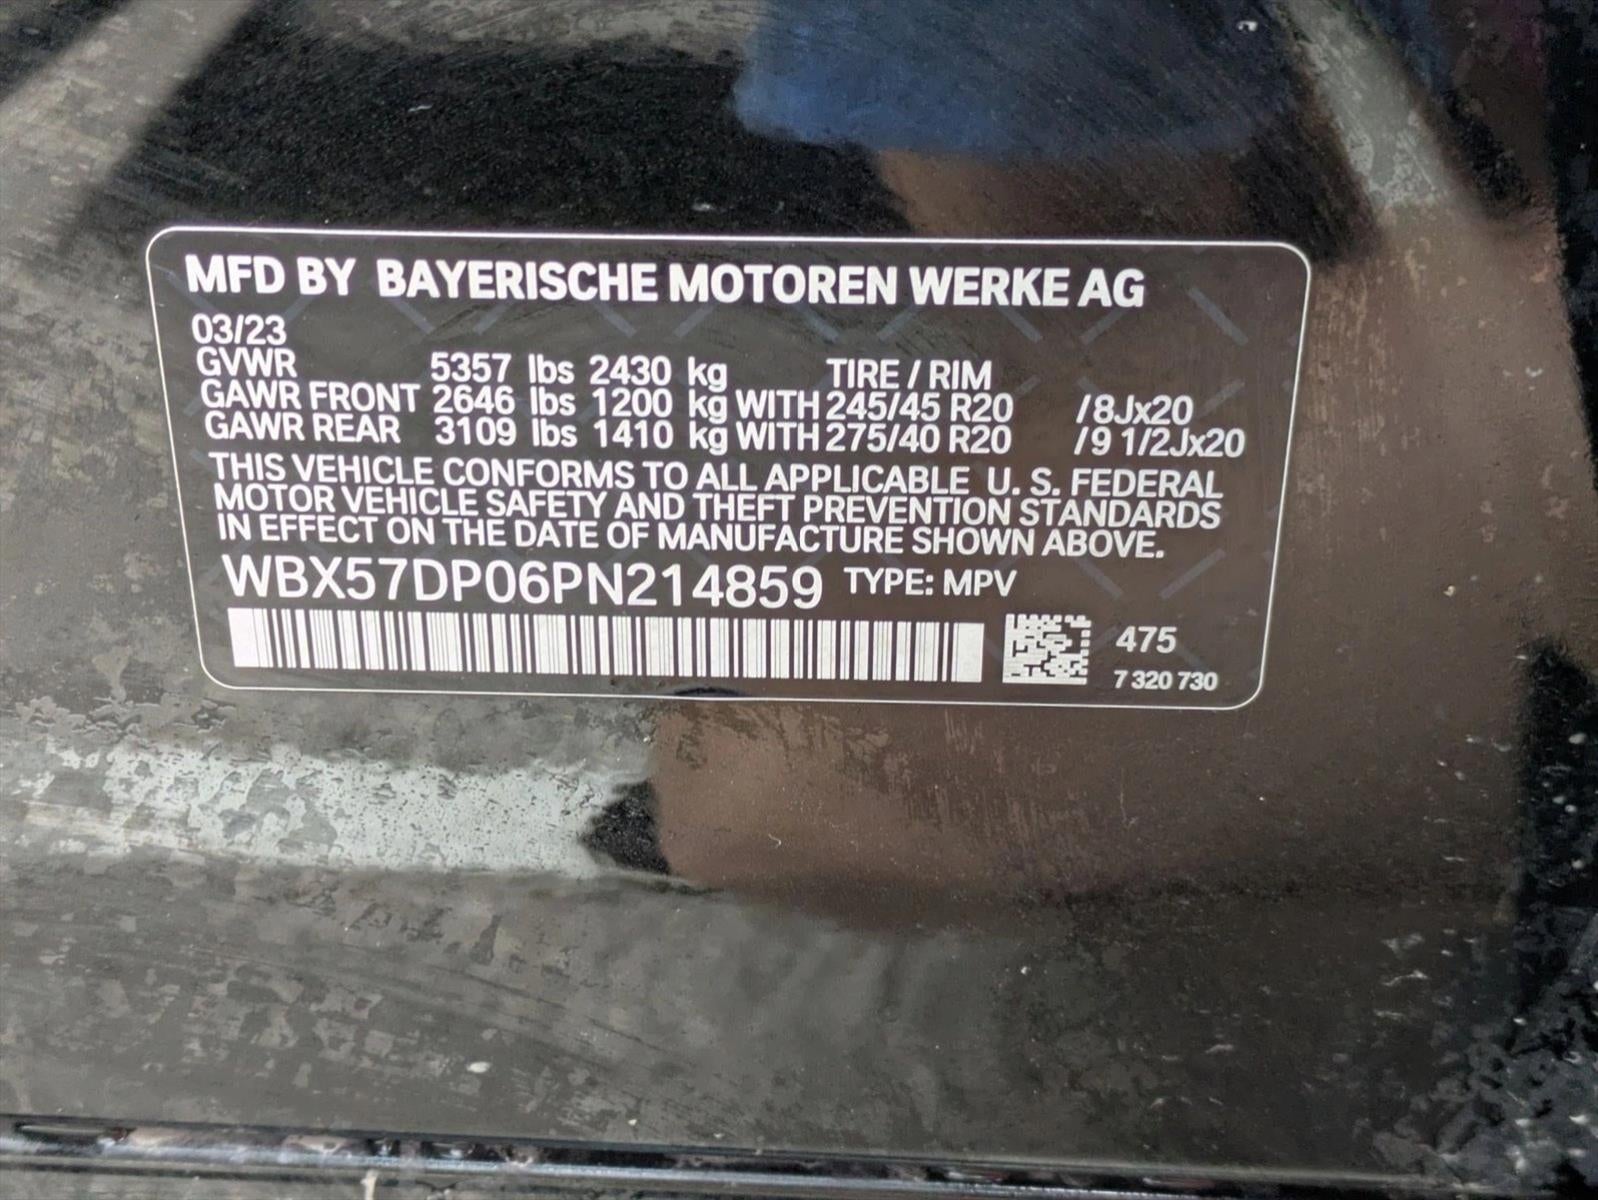 MFD BY BAYERISCHE MOTOREN WERKE AG
03/23
GVWR 5357 lbs 2430 kg TIRE / RIM
GAWR FRONT 2646 lbs 1200 kg WITH 245/45 R20 /8Jx20
GAWR REAR 3109 lbs 1410 kg WITH 275/40 R20 /9 1/2Jx20
THIS VEHICLE CONFORMS TO ALL APPLICABLE U. S. FEDERAL
MOTOR VEHICLE SAFETY AND THEFT PREVENTION STANDARDS
IN EFFECT ON THE DATE OF MANUFACTURE SHOWN ABOVE.
WBX57DP06PN214859 TYPE: MPV
475
7 320 730